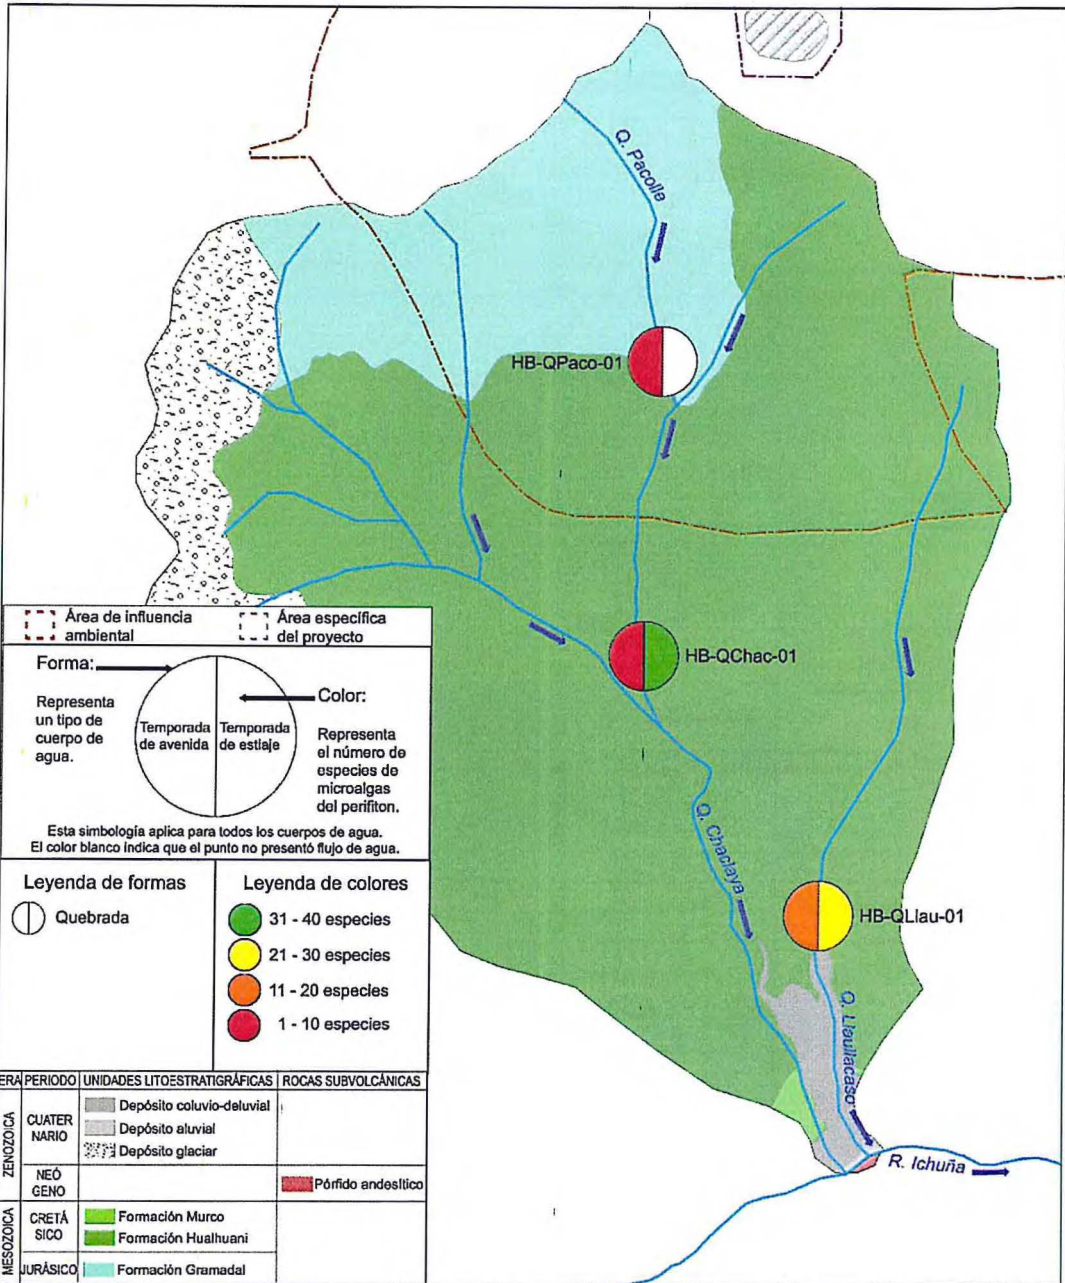 Q. Pacolle
HB-QPaco-01
HB-QChac-01
Q. Chaclaya
HB-QLlau-01
Q. Llaullacaso
R. Ichuña
Área de influencia
ambiental
Área específica
del proyecto
Forma:
Representa
un tipo de
cuerpo de
agua.
Temporada
de avenida
Temporada
de estiaje
Color:
Representa
el número de
especies de
microalgas
del perifiton.
Esta simbología aplica para todos los cuerpos de agua.
El color blanco indica que el punto no presentó flujo de agua.
Leyenda de formas
Quebrada
Leyenda de colores
31 - 40 especies
21 - 30 especies
11 - 20 especies
1 - 10 especies
ERA PERIODO UNIDADES LITOESTRATIGRÁFICAS ROCAS SUBVOLCÁNICAS
ZENOZOICA
CUATER
NARIO
Depósito coluvio-deluvial
Depósito aluvial
Depósito glaciar
NEÓ
GENO
Pórfido andesítico
MESOZOICA
CRETÁ
SICO
Formación Murco
Formación Hualhuani
JURÁSICO
Formación Gramadal